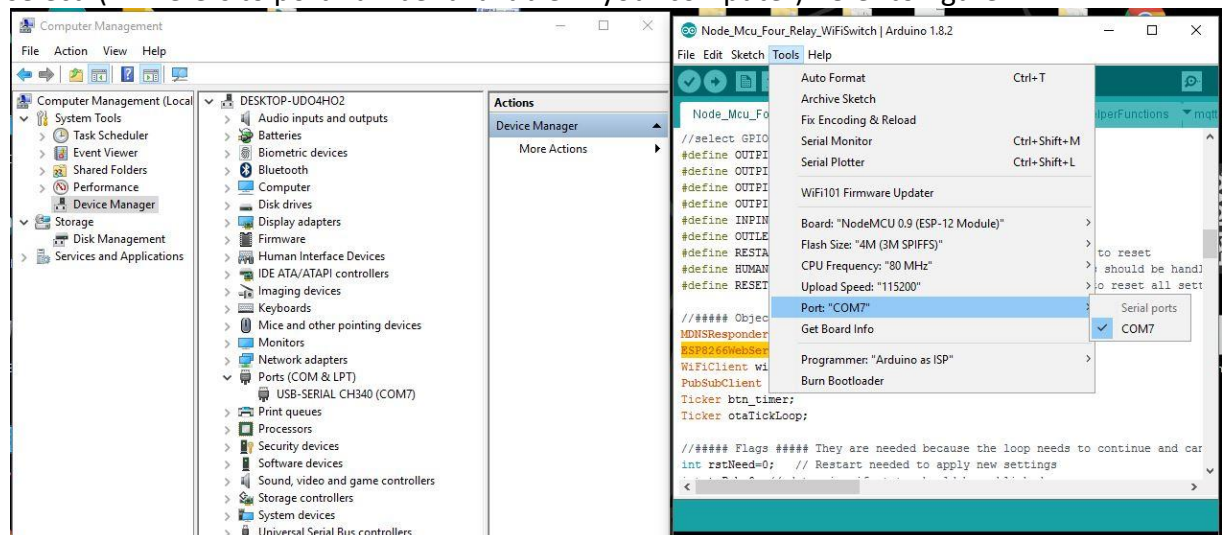 Computer Management
File Action View Help
Computer Management (Local
System Tools
Task Scheduler
Event Viewer
Shared Folders
Performance
Device Manager
Storage
Disk Management
Services and Applications
DESKTOP-UDO4HO2
Audio inputs and outputs
Batteries
Biometric devices
Bluetooth
Computer
Disk drives
Display adapters
Firmware
Human Interface Devices
IDE ATA/ATAPI controllers
Imaging devices
Keyboards
Mice and other pointing devices
Monitors
Network adapters
Ports (COM & LPT)
USB-SERIAL CH340 (COM7)
Print queues
Processors
Security devices
Software devices
Sound, video and game controllers
Storage controllers
System devices
Universal Serial Bus controllers
Actions
Device Manager
More Actions
Node_Mcu_Four_Relay_WiFiSwitch | Arduino 1.8.2
File Edit Sketch Tools Help
Node_Mcu_Fo
lperFunctions mqtt
Auto Format Ctrl+T
Archive Sketch
Fix Encoding & Reload
Serial Monitor Ctrl+Shift+M
Serial Plotter Ctrl+Shift+L
WiFi101 Firmware Updater
Board: "NodeMCU 0.9 (ESP-12 Module)"
Flash Size: "4M (3M SPIFFS)"
CPU Frequency: "80 MHz"
Upload Speed: "115200"
Port: "COM7"
Get Board Info
Programmer: "Arduino as ISP"
Burn Bootloader
Serial ports
COM7
//select GPIO
#define OUTPI
#define OUTPI
#define OUTPI
#define OUTPI
#define INPIN
#define OUTLE
#define RESTA to reset
#define HUMAN should be handl
#define RESET o reset all sett
//##### Objec
MDNSResponder
ESP8266WebSer
WiFiClient wi
PubSubClient
Ticker btn_timer;
Ticker otaTickLoop;
//##### Flags ##### They are needed because the loop needs to continue and can
int rstNeed=0; // Restart needed to apply new settings